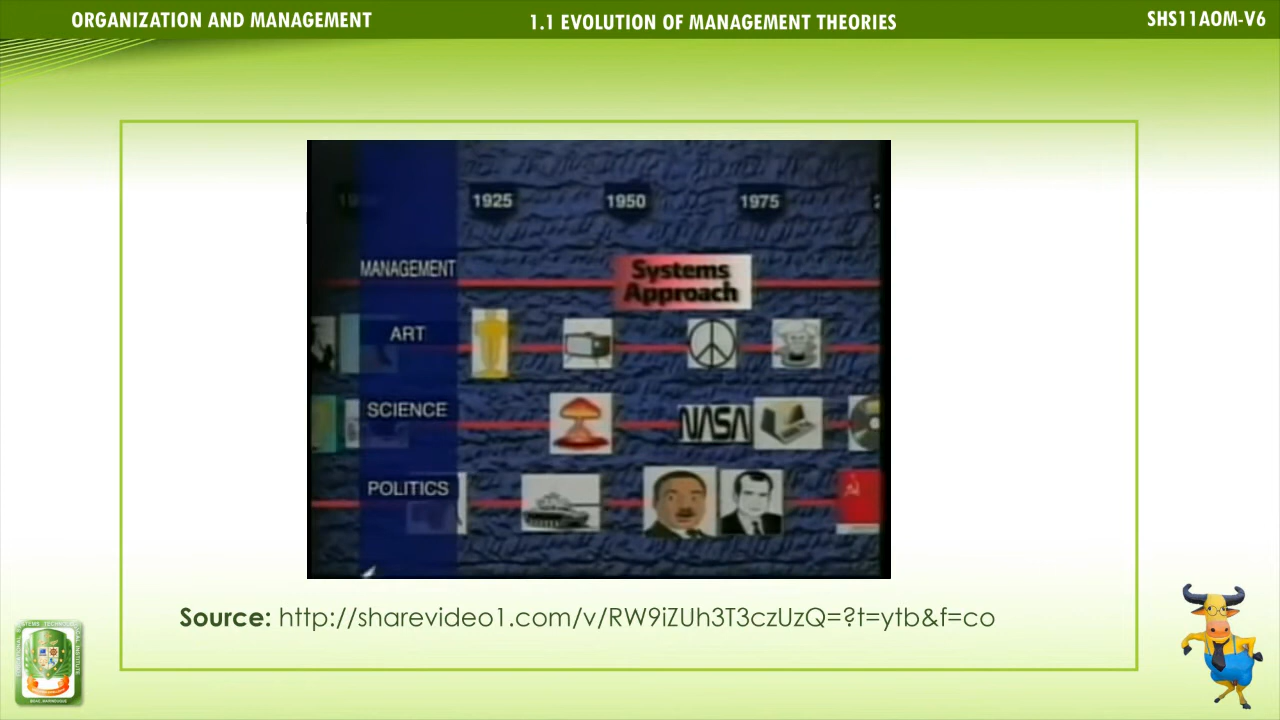 ORGANIZATION AND MANAGEMENT
1.1 EVOLUTION OF MANAGEMENT THEORIES
SHS11AOM-V6
1925 1950 1975
MANAGEMENT
Systems
Approach
ART
SCIENCE
NASA
POLITICS
Source: http://sharevideo1.com/v/RW9iZUh3T3czUzQ=?t=ytb&f=co